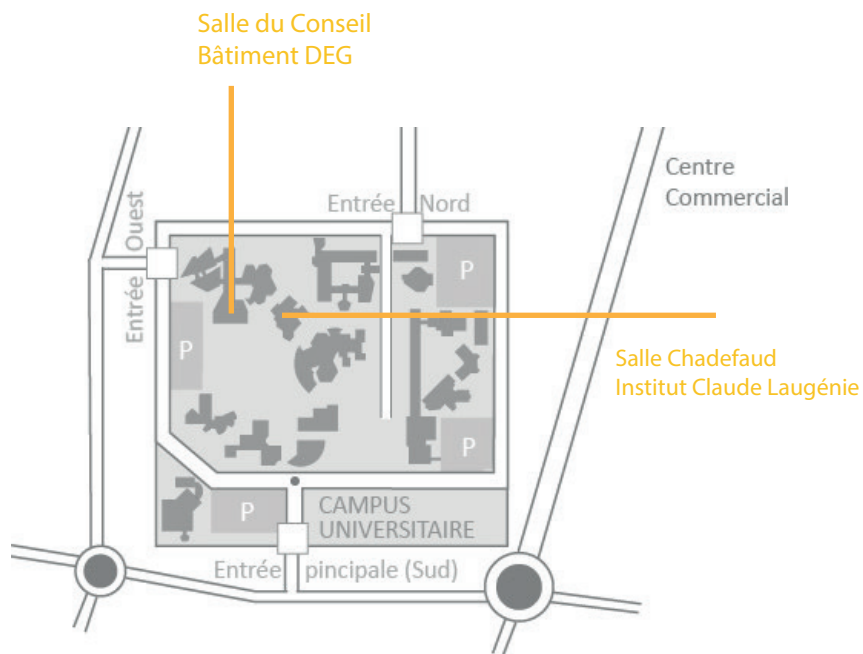 Salle du Conseil
Bâtiment DEG
Centre
Commercial
Entrée Nord
Entrée Ouest
P
P
Salle Chadefaud
Institut Claude Laugénie
P
P
CAMPUS
UNIVERSITAIRE
Entrée pincipale (Sud)